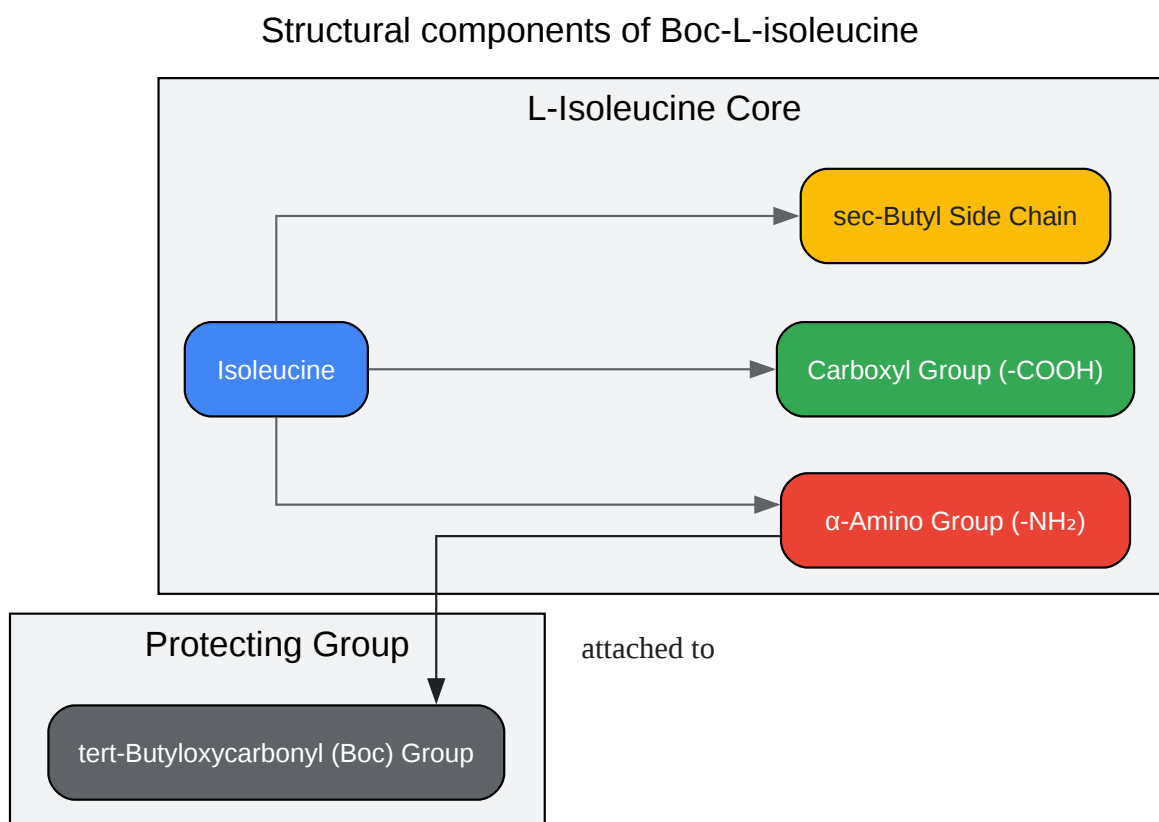 Structural components of Boc-L-isoleucine
L-Isoleucine Core
sec-Butyl Side Chain
Isoleucine
Carboxyl Group (-COOH)
α-Amino Group (-NH₂)
Protecting Group
attached to
tert-Butyloxycarbonyl (Boc) Group